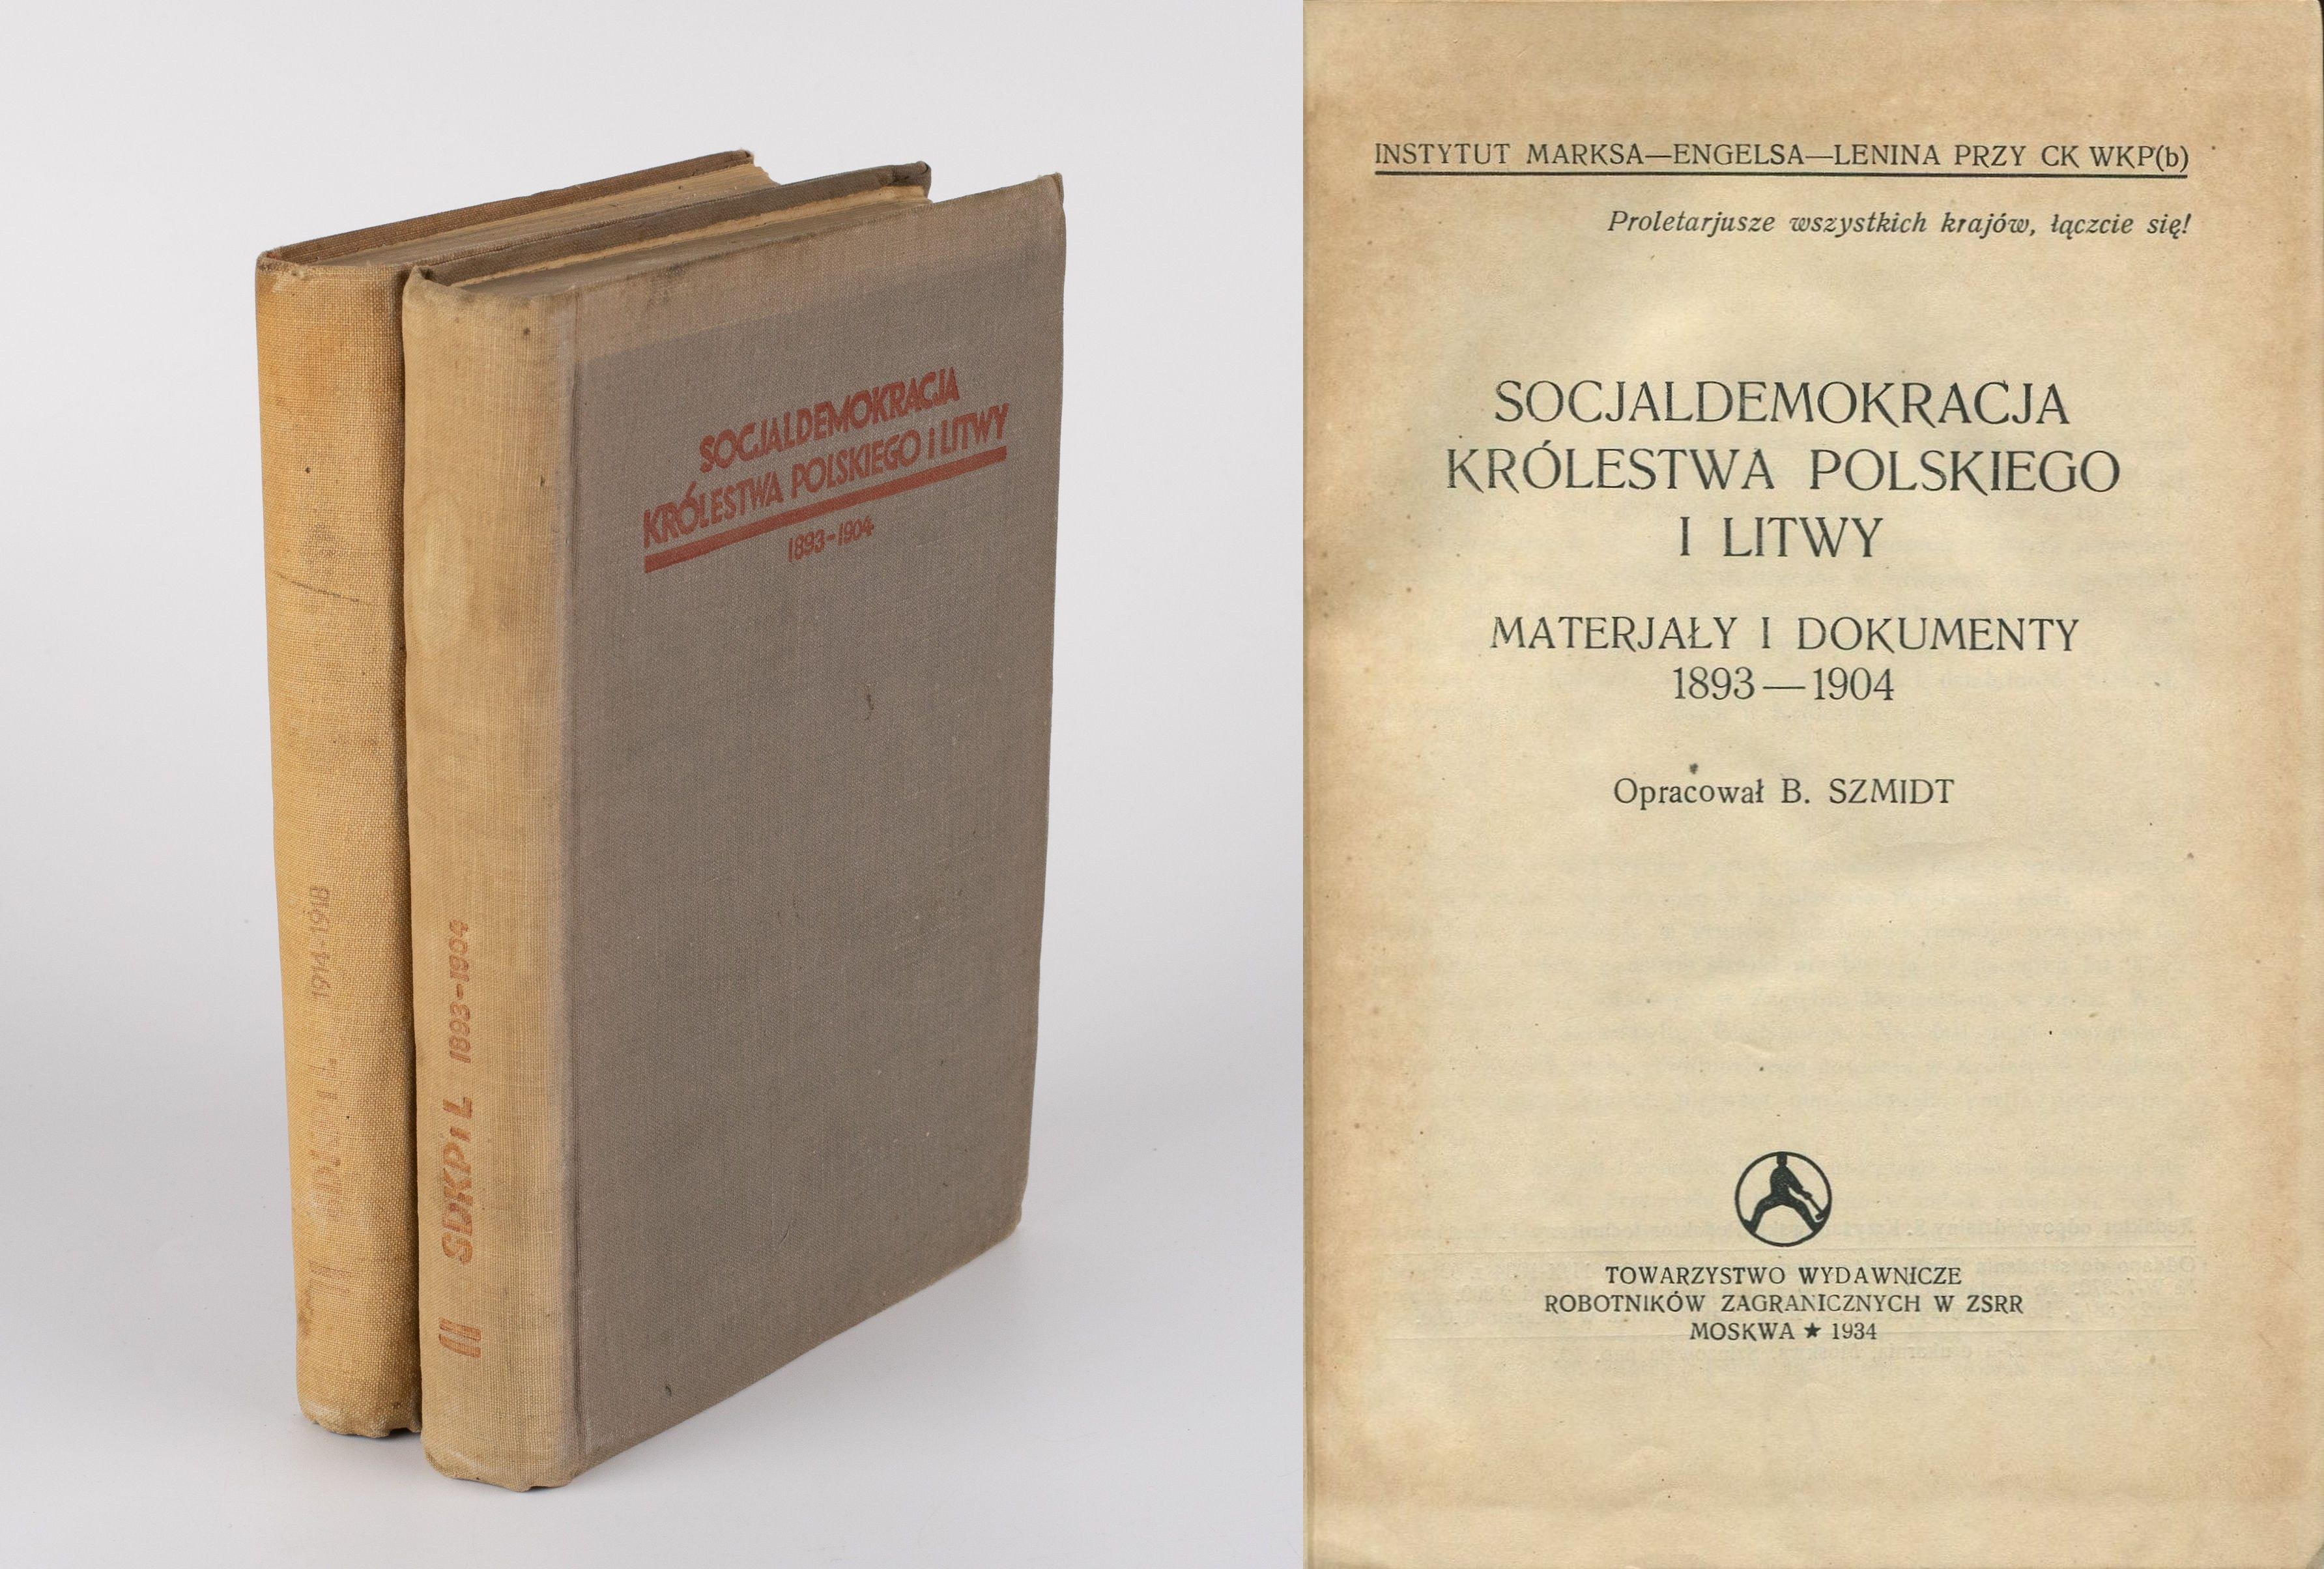 SOCJALDEMOKRACJA
KRÓLESTWA POLSKIEGO i LITWY
1893-1904
1914-1918
SDKPiL 1893-1904
INSTYTUT MARKSA—ENGELSA—LENINA PRZY CK WKP(b)
Proletarjusze wszystkich krajów, łączcie się!
SOCJALDEMOKRACJA
KRÓLESTWA POLSKIEGO
I LITWY
MATERJAŁY I DOKUMENTY
1893—1904
Opracował B. SZMIDT
TOWARZYSTWO WYDAWNICZE
ROBOTNIKÓW ZAGRANICZNYCH W ZSRR
MOSKWA ★ 1934